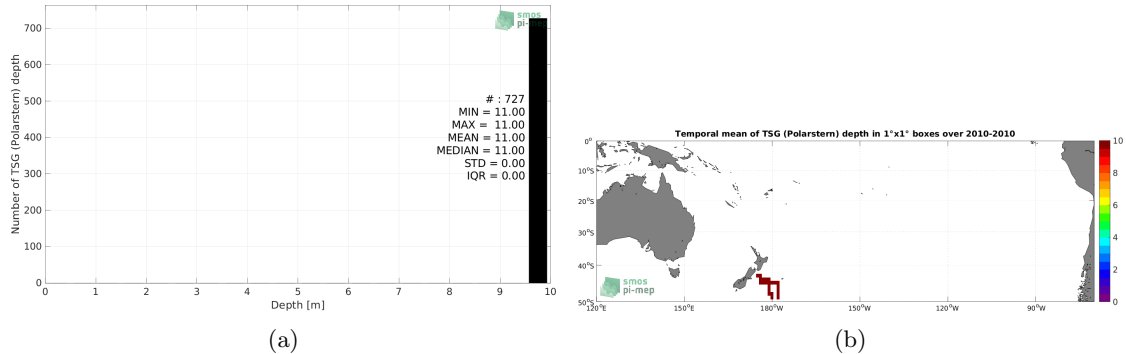 Number of TSG (Polarstern) depth
700
600
500
400
300
200
100
0
smos
pi-mep
# : 727
MIN = 11.00
MAX = 11.00
MEAN = 11.00
MEDIAN = 11.00
STD = 0.00
IQR = 0.00
0 1 2 3 4 5 6 7 8 9 10
Depth [m]
(a)
Temporal mean of TSG (Polarstern) depth in 1°x1° boxes over 2010-2010
0°
10°S
20°S
30°S
40°S
50°S
smos
pi-mep
120°E 150°E 180°W 150°W 120°W 90°W
10
8
6
4
2
0
(b)